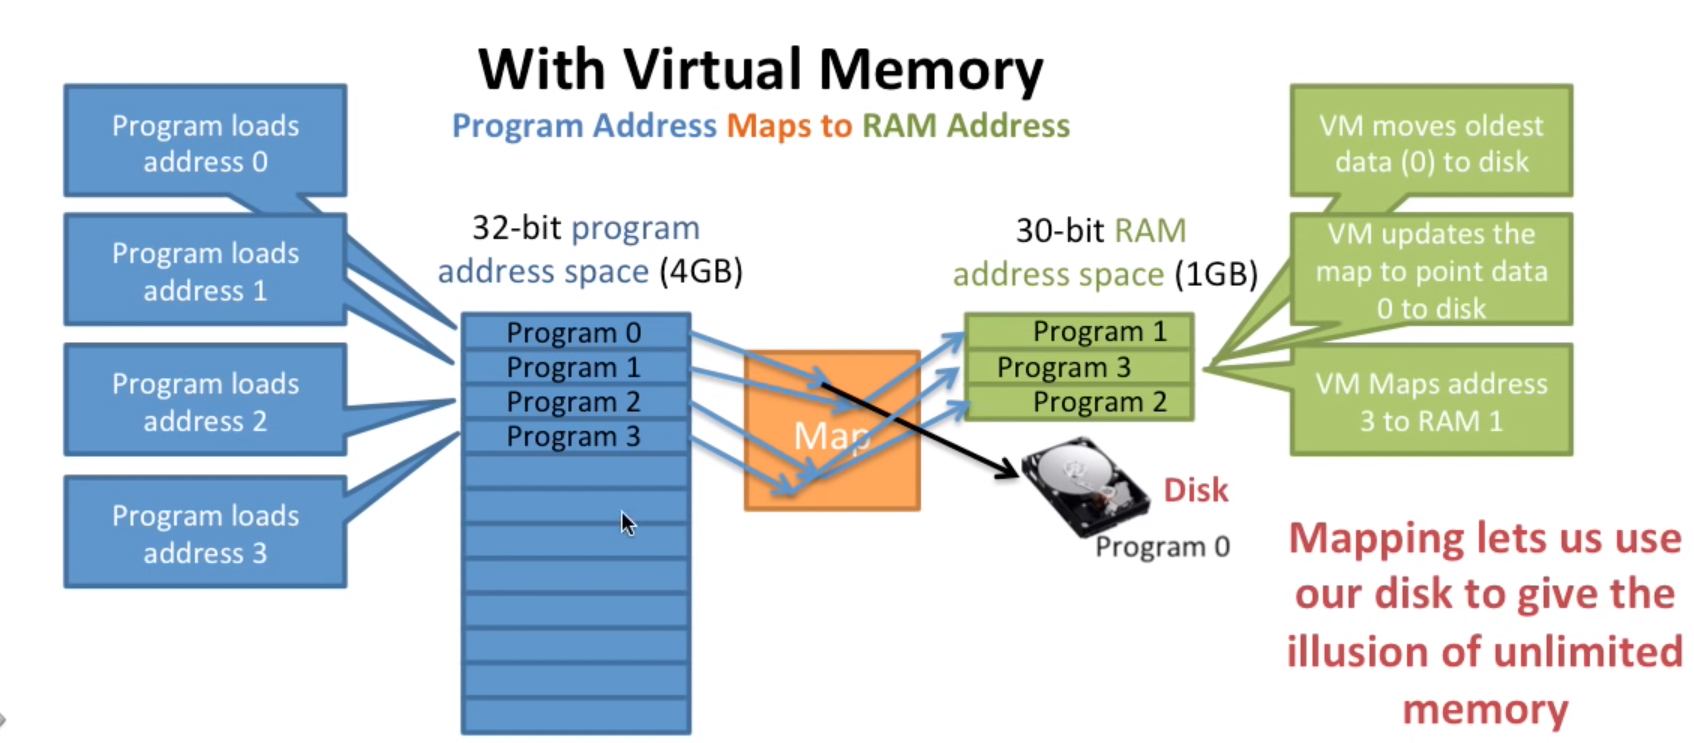 With Virtual Memory
Program Address Maps to RAM Address
Program loads
address 0
Program loads
address 1
Program loads
address 2
Program loads
address 3
32-bit program
address space (4GB)
Program 0
Program 1
Program 2
Program 3
Map
30-bit RAM
address space (1GB)
Program 1
Program 3
Program 2
Disk
Program 0
VM moves oldest
data (0) to disk
VM updates the
map to point data
0 to disk
VM Maps address
3 to RAM 1
Mapping lets us use
our disk to give the
illusion of unlimited
memory